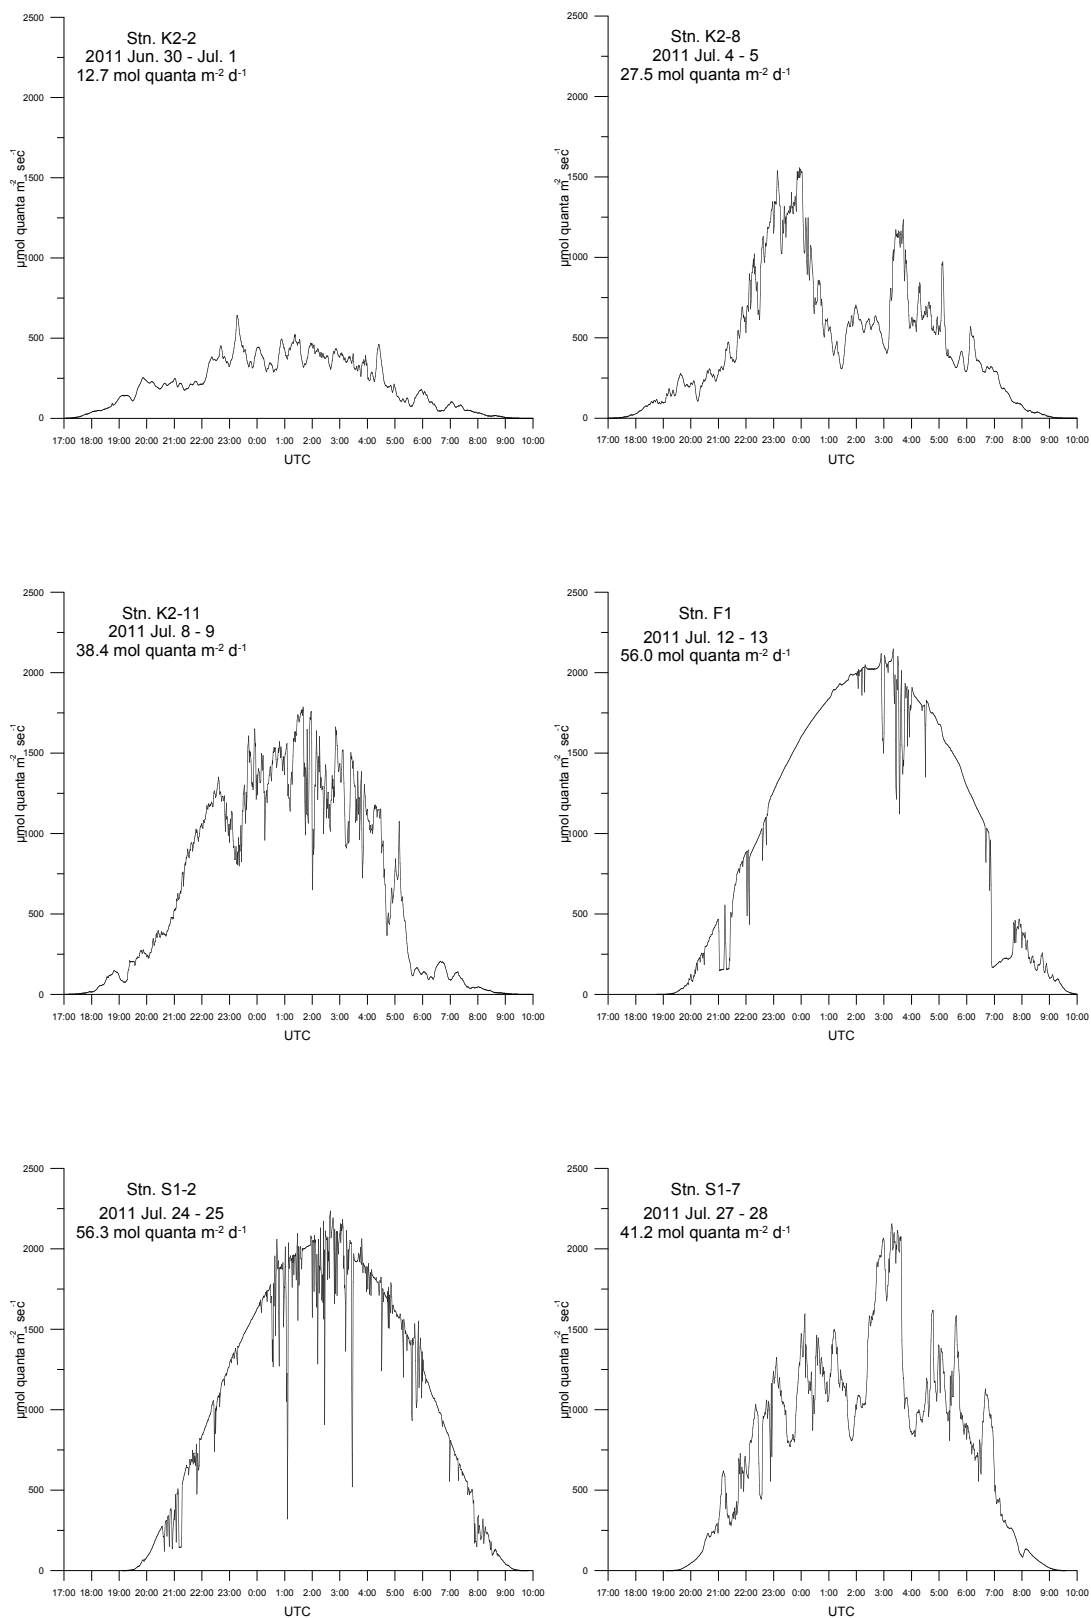 Stn. K2-2
2011 Jun. 30 - Jul. 1
12.7 mol quanta m-2 d-1
2500
2000
1500
1000
500
0
µmol quanta m-2 sec-1
17:00 18:00 19:00 20:00 21:00 22:00 23:00 0:00 1:00 2:00 3:00 4:00 5:00 6:00 7:00 8:00 9:00 10:00
UTC
Stn. K2-8
2011 Jul. 4 - 5
27.5 mol quanta m-2 d-1
2500
2000
1500
1000
500
0
µmol quanta m-2 sec-1
17:00 18:00 19:00 20:00 21:00 22:00 23:00 0:00 1:00 2:00 3:00 4:00 5:00 6:00 7:00 8:00 9:00 10:00
UTC
Stn. K2-11
2011 Jul. 8 - 9
38.4 mol quanta m-2 d-1
2500
2000
1500
1000
500
0
µmol quanta m-2 sec-1
17:00 18:00 19:00 20:00 21:00 22:00 23:00 0:00 1:00 2:00 3:00 4:00 5:00 6:00 7:00 8:00 9:00 10:00
UTC
Stn. F1
2011 Jul. 12 - 13
56.0 mol quanta m-2 d-1
2500
2000
1500
1000
500
0
µmol quanta m-2 sec-1
17:00 18:00 19:00 20:00 21:00 22:00 23:00 0:00 1:00 2:00 3:00 4:00 5:00 6:00 7:00 8:00 9:00 10:00
UTC
Stn. S1-2
2011 Jul. 24 - 25
56.3 mol quanta m-2 d-1
2500
2000
1500
1000
500
0
µmol quanta m-2 sec-1
17:00 18:00 19:00 20:00 21:00 22:00 23:00 0:00 1:00 2:00 3:00 4:00 5:00 6:00 7:00 8:00 9:00 10:00
UTC
Stn. S1-7
2011 Jul. 27 - 28
41.2 mol quanta m-2 d-1
2500
2000
1500
1000
500
0
µmol quanta m-2 sec-1
17:00 18:00 19:00 20:00 21:00 22:00 23:00 0:00 1:00 2:00 3:00 4:00 5:00 6:00 7:00 8:00 9:00 10:00
UTC